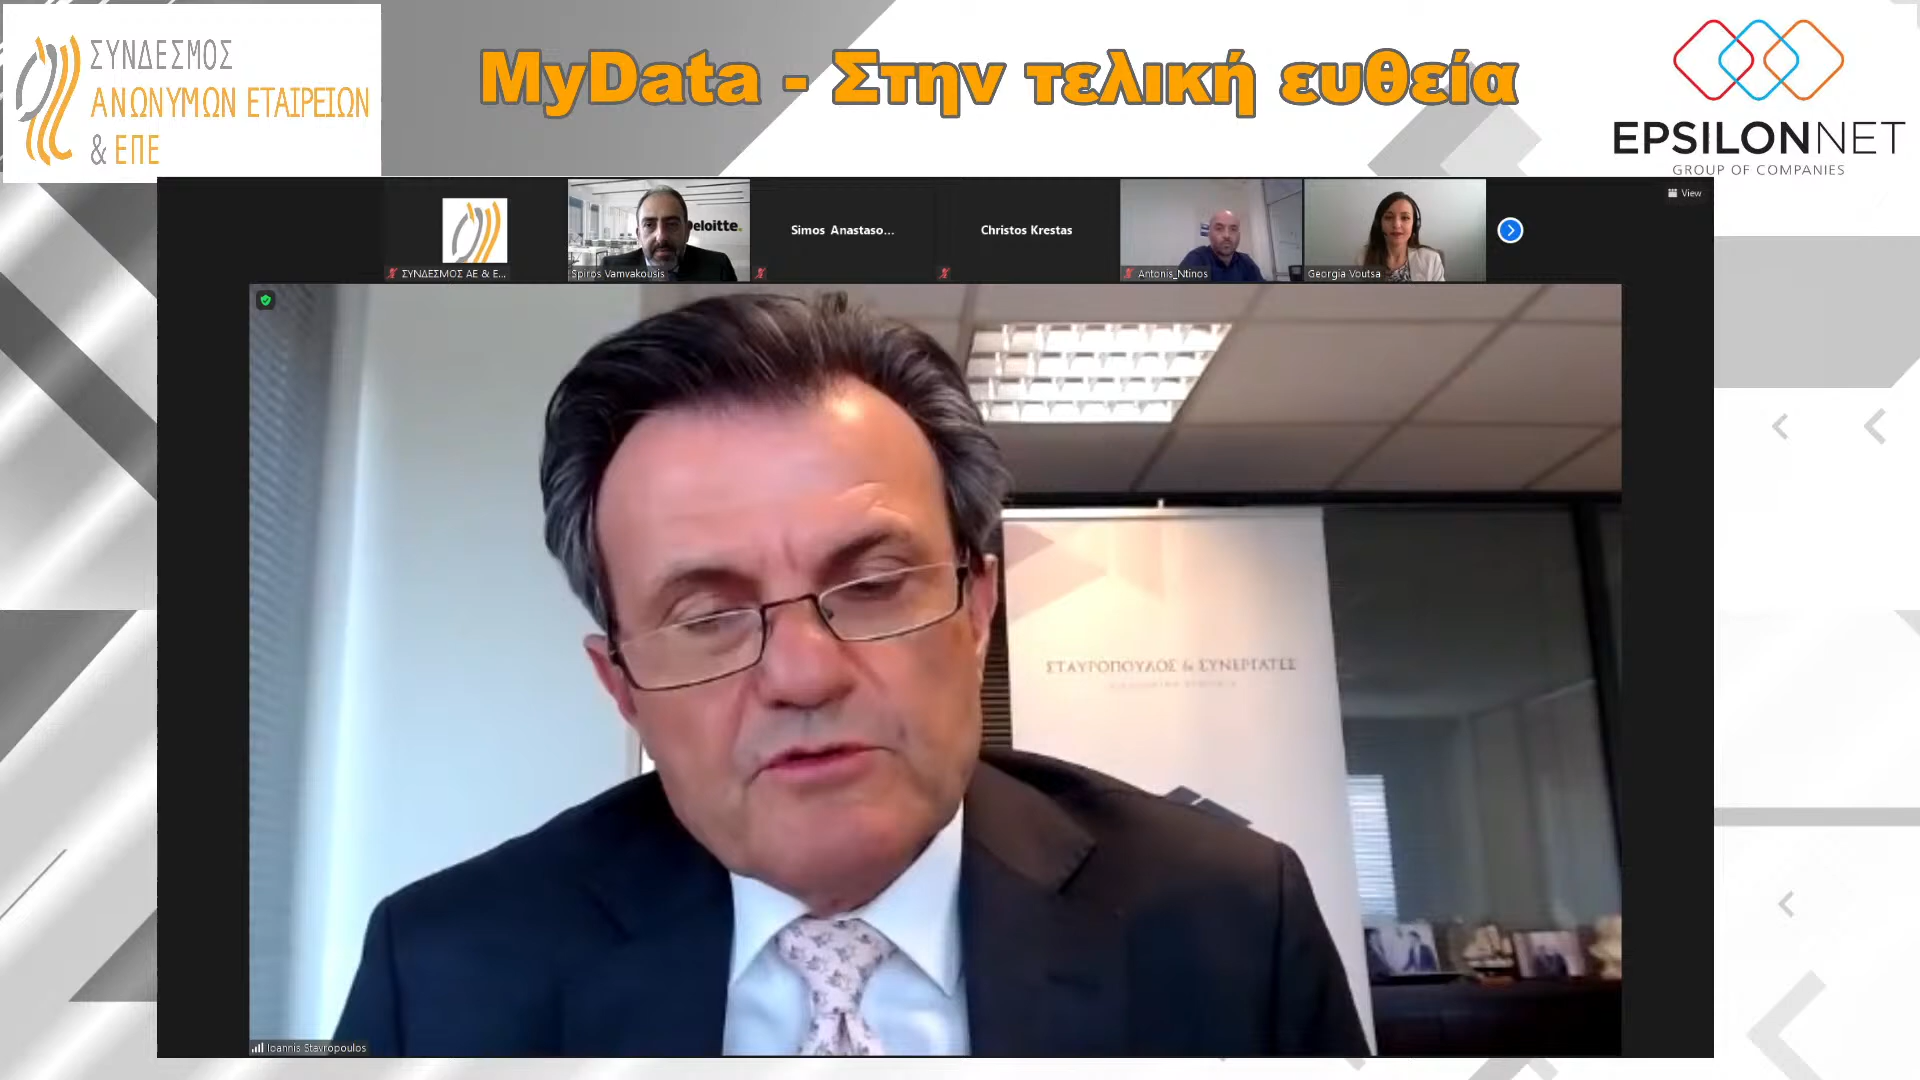 ΣΥΝΔΕΣΜΟΣ
ΑΝΩΝΥΜΩΝ ΕΤΑΙΡΕΙΩΝ
& ΕΠΕ
MyData - Στην τελική ευθεία
EPSILONNET
GROUP OF COMPANIES
View
Deloitte.
Simos Anastaso...
Christos Krestas
ΣΥΝΔΕΣΜΟΣ ΑΕ & Ε...
Spiros Vamvakousis
Antonis_Ntinos
Georgia Voutsa
ΣΤΑΥΡΟΠΟΥΛΟΣ & ΣΥΝΕΡΓΑΤΕΣ
Ioannis Stavropoulos